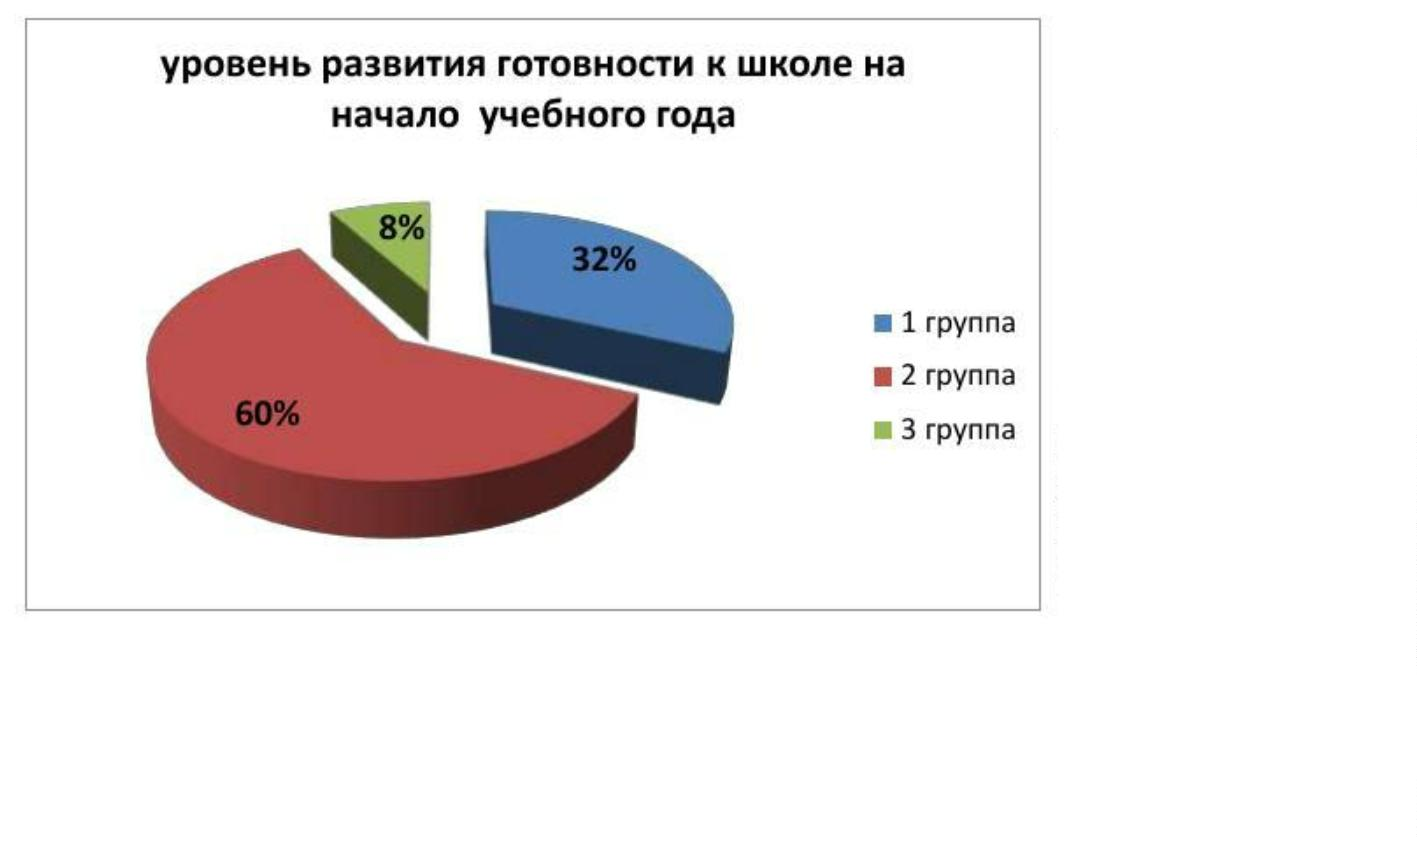 уровень развития готовности к школе на
начало  учебного года
8%
32%
60%
1 группа
2 группа
3 группа